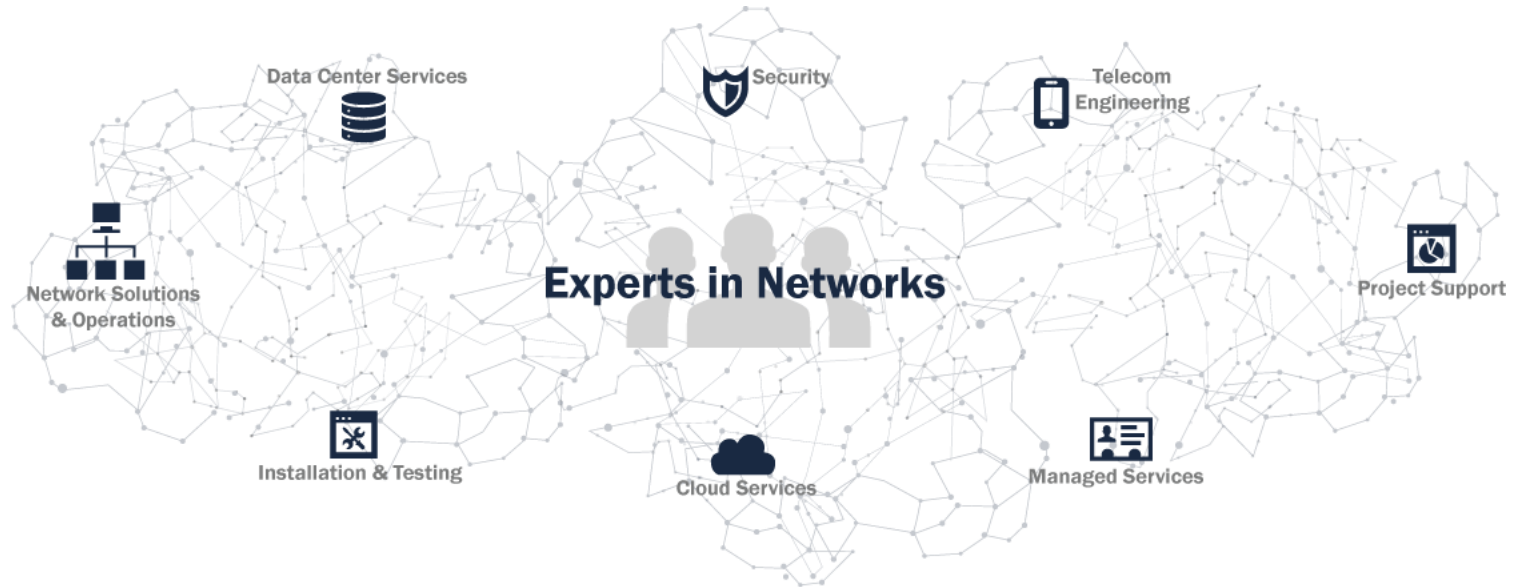 Data Center Services
Security
Telecom
Engineering
Network Solutions
& Operations
Experts in Networks
Project Support
Installation & Testing
Cloud Services
Managed Services